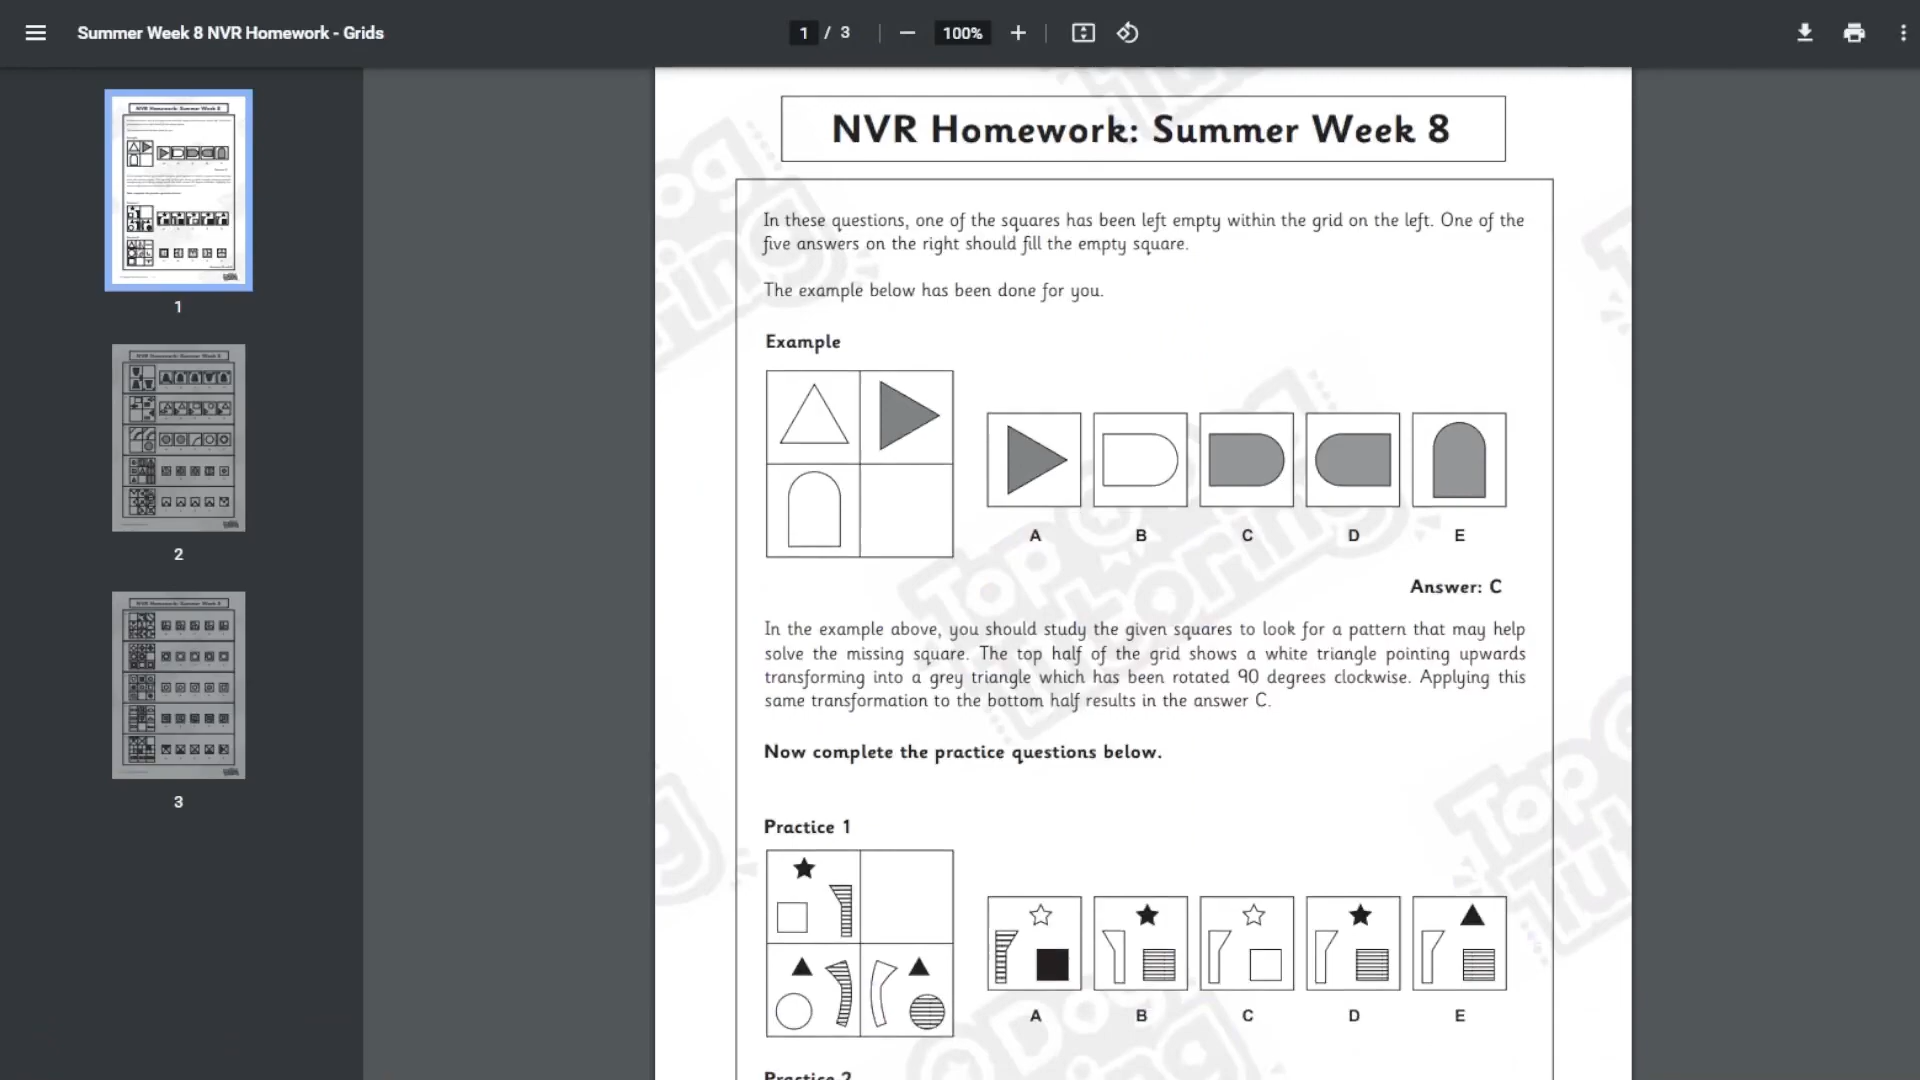 Summer Week 8 NVR Homework - Grids
1 / 3
100%
1
2
3
NVR Homework: Summer Week 8
In these questions, one of the squares has been left empty within the grid on the left. One of the
five answers on the right should fill the empty square.
The example below has been done for you.
Example
A B C D E
Answer: C
In the example above, you should study the given squares to look for a pattern that may help
solve the missing square. The top half of the grid shows a white triangle pointing upwards
transforming into a grey triangle which has been rotated 90 degrees clockwise. Applying this
same transformation to the bottom half results in the answer C.
Now complete the practice questions below.
Practice 1
A B C D E
Practice 2